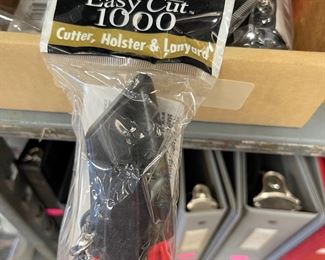 Easy Cut
1000
Cutter, Holster & Lanyard